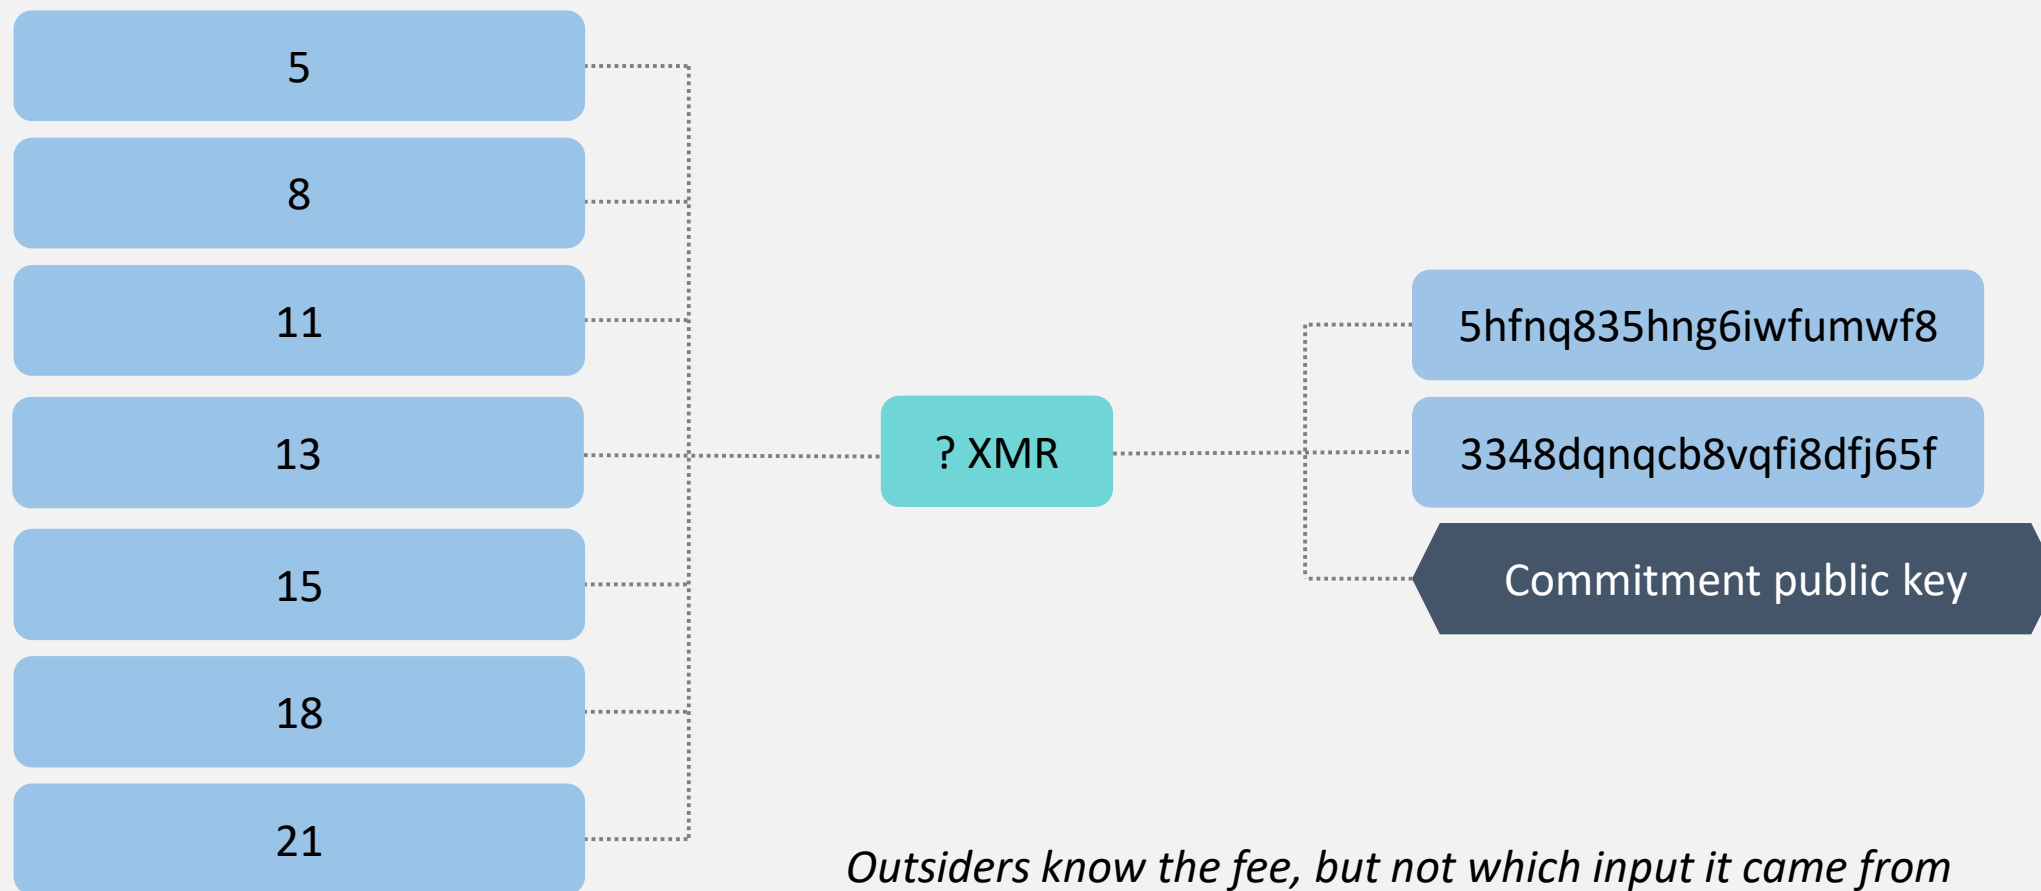 5
8
11
13
15
18
21
? XMR
5hfnq835hng6iwfumwf8
3348dqnqcb8vqfi8dfj65f
Commitment public key
Outsiders know the fee, but not which input it came from